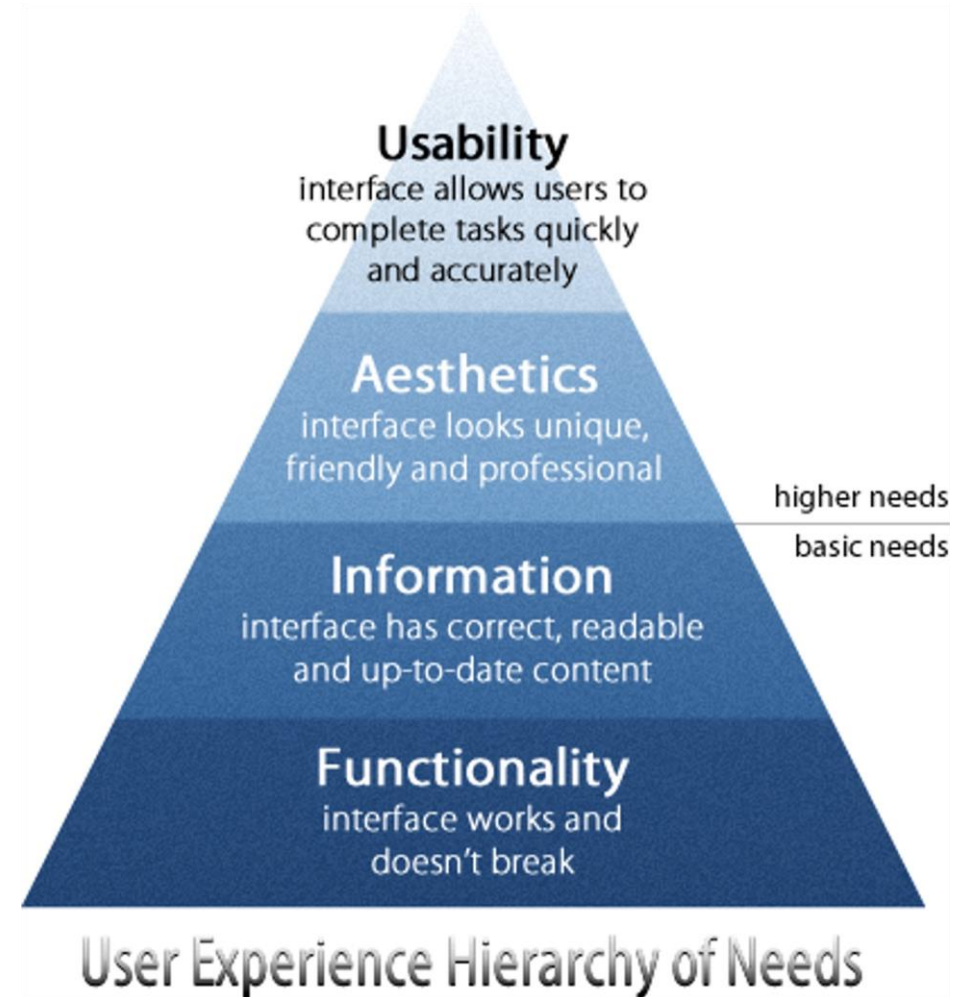 Usability
interface allows users to
complete tasks quickly
and accurately
Aesthetics
interface looks unique,
friendly and professional
higher needs
basic needs
Information
interface has correct, readable
and up-to-date content
Functionality
interface works and
doesn't break
User Experience Hierarchy of Needs